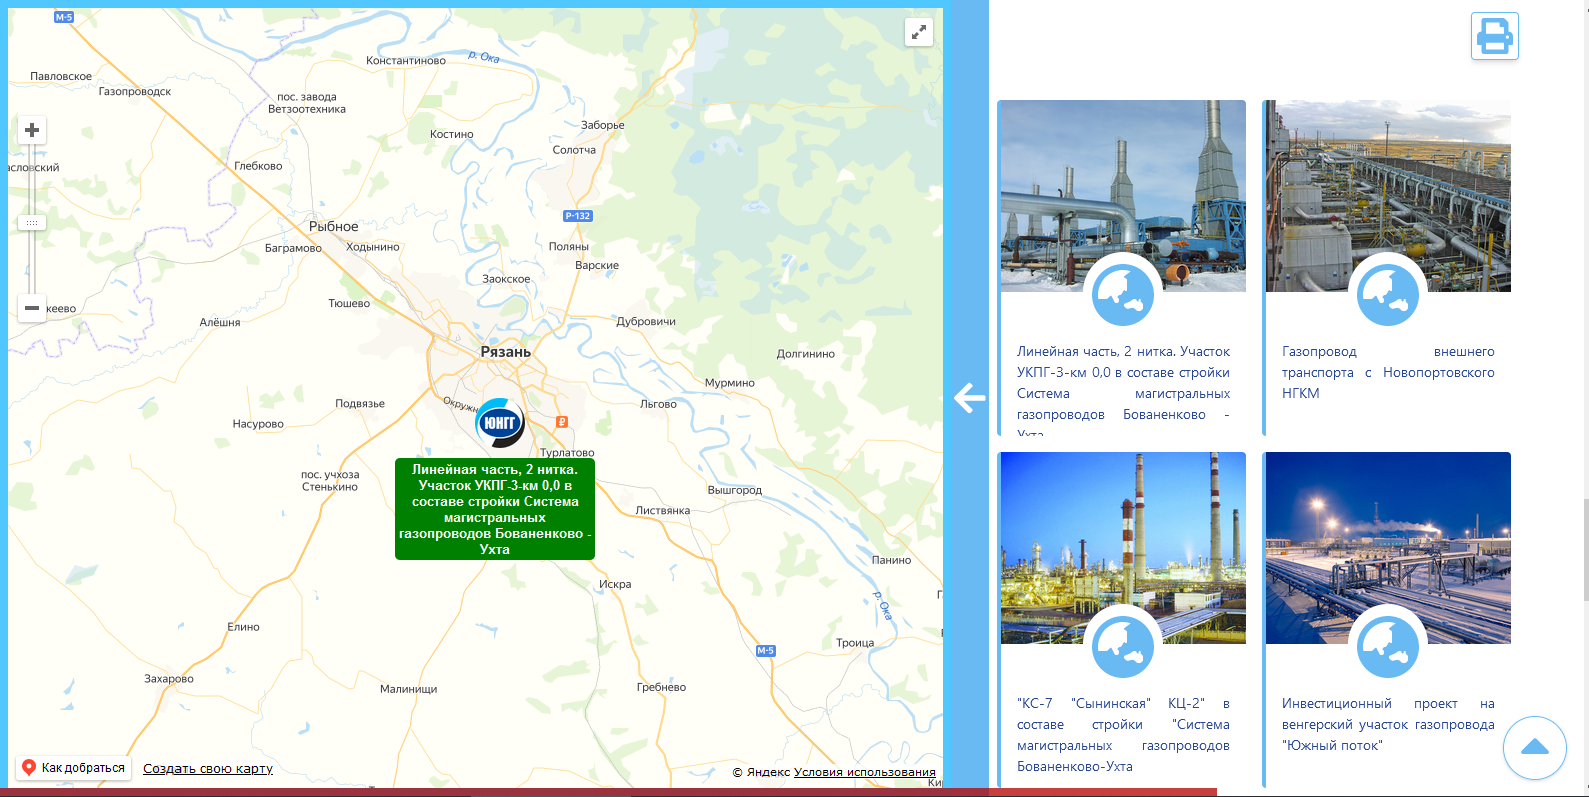 М-5
Константиново
р. Ока
Павловское
Газопроводск
пос. завода
Ветзоотехника
Костино
Заборье
Солотча
асловский
Глебково
Р-132
Рыбное
Баграмово
Ходынино
Поляны
Варские
Заокское
Тюшево
кеево
Алёшня
Дубровичи
Рязань
Долгинино
Мурмино
Подвязье
Окружн
Льгово
Насурово
ЮНГГ
Турлатово
пос. учхоза
Стенькино
Вышгород
Листвянка
Линейная часть, 2 нитка.
Участок УКПГ-3-км 0,0 в
составе стройки Система
магистральных
газопроводов Бованенково -
Ухта
Панино
Искра
р. Ока
Елино
Троица
М-5
Захарово
Малинищи
Гребнево
Как добраться
Создать свою карту
© Яндекс Условия использования
Ки
Линейная часть, 2 нитка. Участок
УКПГ-3-км 0,0 в составе стройки
Система магистральных
газопроводов Бованенково -
Ухта
Газопровод внешнего
транспорта с Новопортовского
НГКМ
"КС-7 "Сынинская" КЦ-2" в
составе стройки "Система
магистральных газопроводов
Бованенково-Ухта
Инвестиционный проект на
венгерский участок газопровода
"Южный поток"